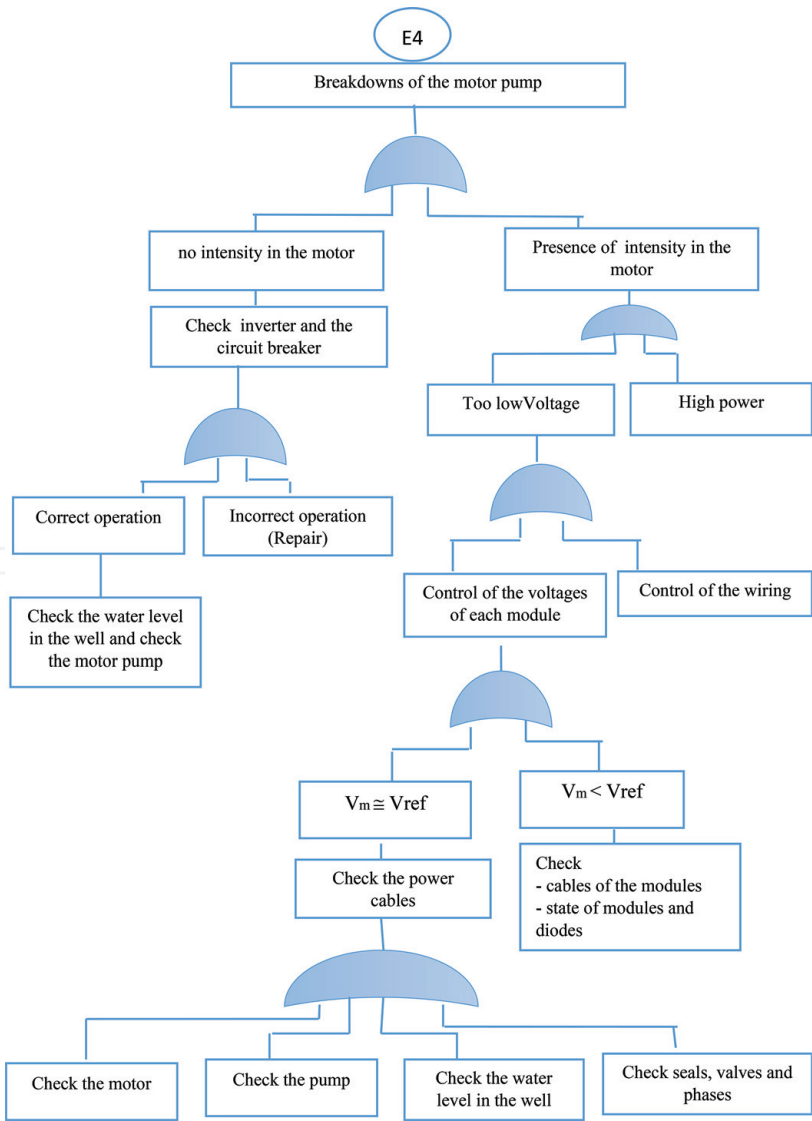 E4
Breakdowns of the motor pump
no intensity in the motor
Presence of intensity in the
motor
Check inverter and the
circuit breaker
Too lowVoltage
High power
Correct operation
Incorrect operation
(Repair)
Control of the voltages
of each module
Control of the wiring
Check the water level
in the well and check
the motor pump
Vm ≅ Vref
Vm < Vref
Check the power
cables
Check
- cables of the modules
- state of modules and
diodes
Check the motor
Check the pump
Check the water
level in the well
Check seals, valves and
phases